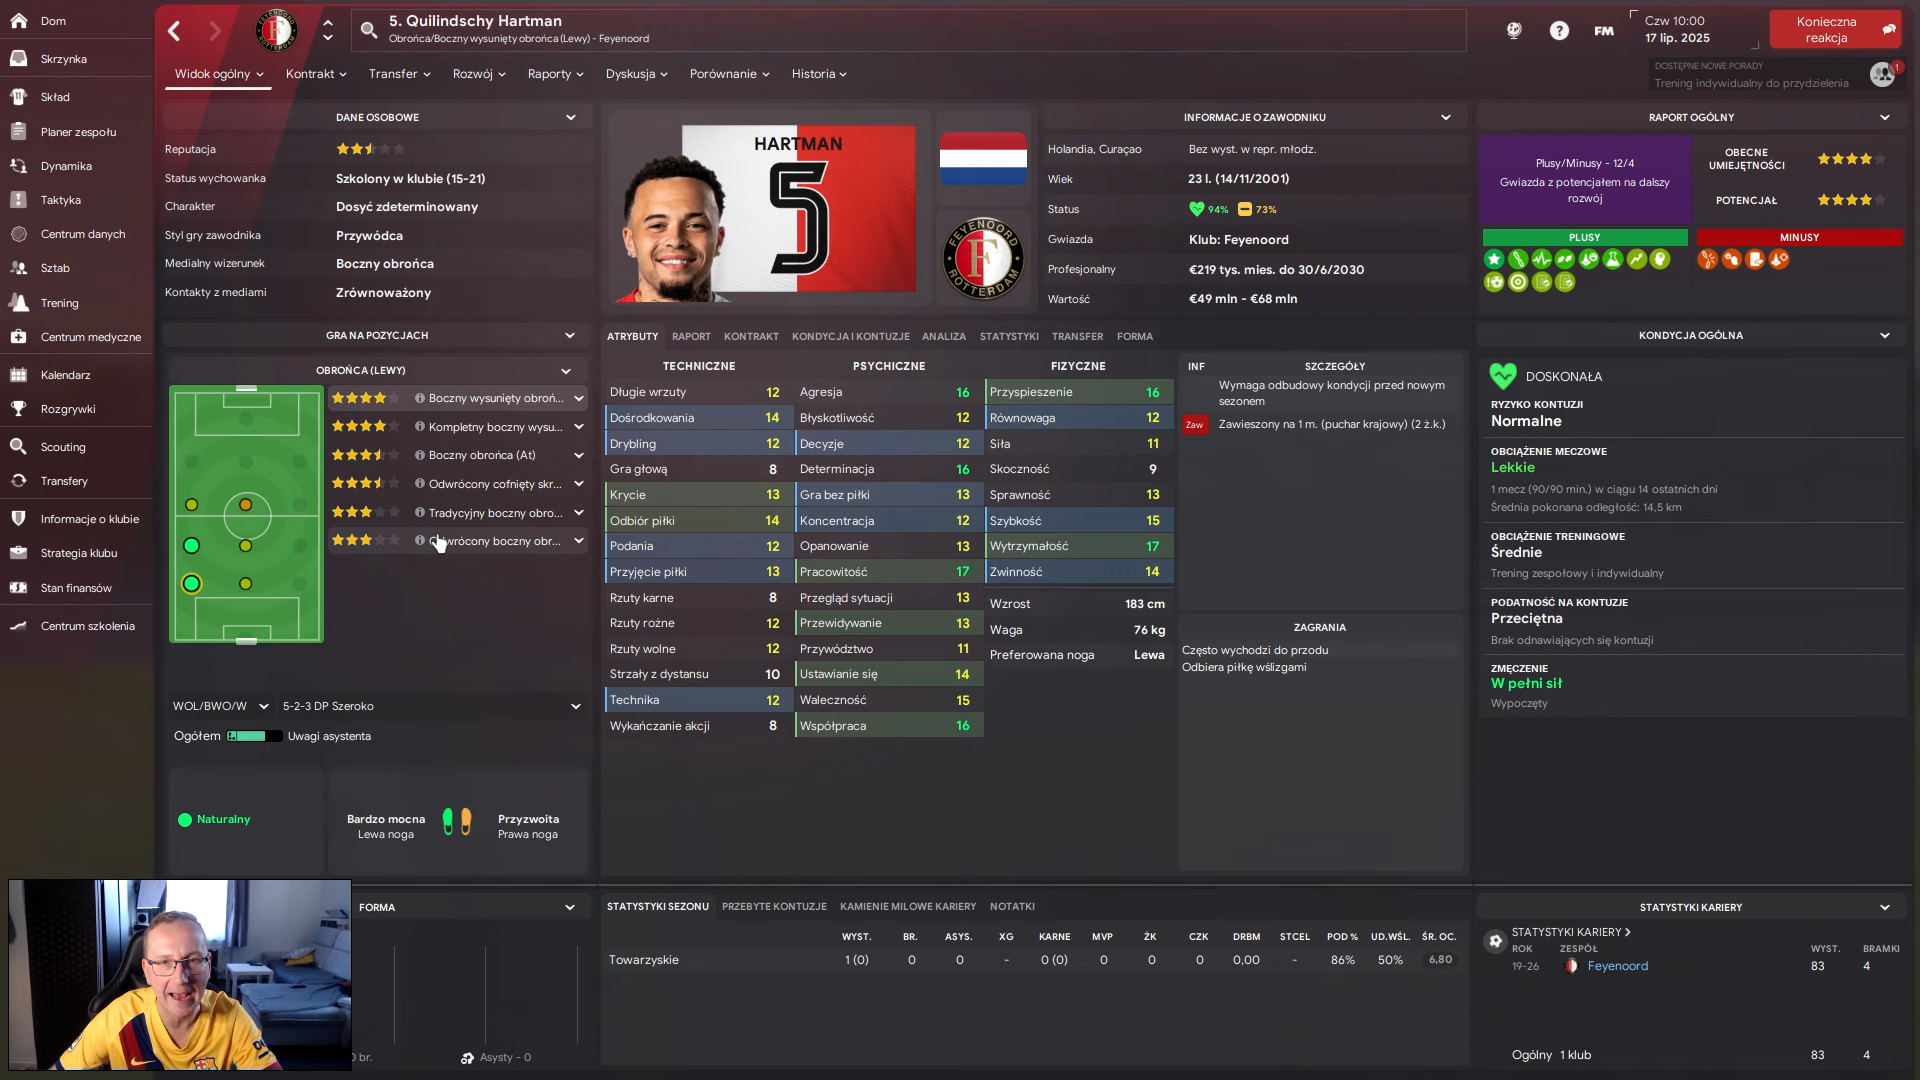 Dom
Skrzynka
Skład
Planer zespołu
Dynamika
Taktyka
Centrum danych
Sztab
Trening
Centrum medyczne
Kalendarz
Rozgrywki
Scouting
Transfery
Informacje o klubie
Strategia klubu
Stan finansów
Centrum szkolenia
5. Quilindschy Hartman
Obrońca/Boczny wysunięty obrońca (Lewy) - Feyenoord
FM
Czw 10:00
17 lip. 2025
Konieczna reakcja
DOSTĘPNE NOWE PORADY
Trening indywidualny do przydzielenia
1
Widok ogólny
Kontrakt
Transfer
Rozwój
Raporty
Dyskusja
Porównanie
Historia
DANE OSOBOWE
Reputacja
Status wychowanka Szkolony w klubie (15-21)
Charakter Dosyć zdeterminowany
Styl gry zawodnika Przywódca
Medialny wizerunek Boczny obrońca
Kontakty z mediami Zrównoważony
HARTMAN
5
FEYENOORD
ROTTERDAM
INFORMACJE O ZAWODNIKU
Holandia, Curaçao Bez wyst. w repr. młodz.
Wiek 23 l. (14/11/2001)
Status 94% 73%
Gwiazda Klub: Feyenoord
Profesjonalny €219 tys. mies. do 30/6/2030
Wartość €49 mln - €68 mln
RAPORT OGÓLNY
Plusy/Minusy - 12/4
Gwiazda z potencjałem na dalszy rozwój
OBECNE UMIEJĘTNOŚCI
POTENCJAŁ
PLUSY
MINUSY
GRA NA POZYCJACH
OBROŃCA (LEWY)
Boczny wysunięty obroń...
Kompletny boczny wysu...
Boczny obrońca (At)
Odwrócony cofnięty skr...
Tradycyjny boczny obro...
Odwrócony boczny obr...
WOL/BWO/W
5-2-3 DP Szeroko
Ogółem
Uwagi asystenta
Naturalny
Bardzo mocna
Lewa noga
Przyzwoita
Prawa noga
ATRYBUTY
RAPORT
KONTRAKT
KONDYCJA I KONTUZJE
ANALIZA
STATYSTYKI
TRANSFER
FORMA
TECHNICZNE
Długie wrzuty 12
Dośrodkowania 14
Drybling 12
Gra głową 8
Krycie 13
Odbiór piłki 14
Podania 12
Przyjęcie piłki 13
Rzuty karne 8
Rzuty rożne 12
Rzuty wolne 12
Strzały z dystansu 10
Technika 12
Wykańczanie akcji 8
PSYCHICZNE
Agresja 16
Błyskotliwość 12
Decyzje 12
Determinacja 16
Gra bez piłki 13
Koncentracja 12
Opanowanie 13
Pracowitość 17
Przegląd sytuacji 13
Przewidywanie 13
Przywództwo 11
Ustawianie się 14
Waleczność 15
Współpraca 16
FIZYCZNE
Przyspieszenie 16
Równowaga 12
Siła 11
Skoczność 9
Sprawność 13
Szybkość 15
Wytrzymałość 17
Zwinność 14
Wzrost 183 cm
Waga 76 kg
Preferowana noga Lewa
INF
SZCZEGÓŁY
Wymaga odbudowy kondycji przed nowym
sezonem
Zaw Zawieszony na 1 m. (puchar krajowy) (2 ż.k.)
ZAGRANIA
Często wychodzi do przodu
Odbiera piłkę wślizgami
KONDYCJA OGÓLNA
DOSKONAŁA
RYZYKO KONTUZJI
Normalne
OBCIĄŻENIE MECZOWE
Lekkie
1 mecz (90/90 min.) w ciągu 14 ostatnich dni
Średnia pokonana odległość: 14,5 km
OBCIĄŻENIE TRENINGOWE
Średnie
Trening zespołowy i indywidualny
PODATNOŚĆ NA KONTUZJE
Przeciętna
Brak odnawiających się kontuzji
ZMĘCZENIE
W pełni sił
Wypoczęty
FORMA
0 br.
Asysty - 0
STATYSTYKI SEZONU
PRZEBYTE KONTUZJE
KAMIENIE MILOWE KARIERY
NOTATKI
WYST. BR. ASYS. XG KARNE MVP ŻK CZK DRBM STCEL POD % UD.WŚL. ŚR. OC.
Towarzyskie 1 (0) 0 0 - 0 (0) 0 0 0 0,00 - 86% 50% 6,80
STATYSTYKI KARIERY
STATYSTYKI KARIERY
ROK ZESPÓŁ WYST. BRAMKI
19-26 Feyenoord 83 4
Ogólny 1 klub 83 4